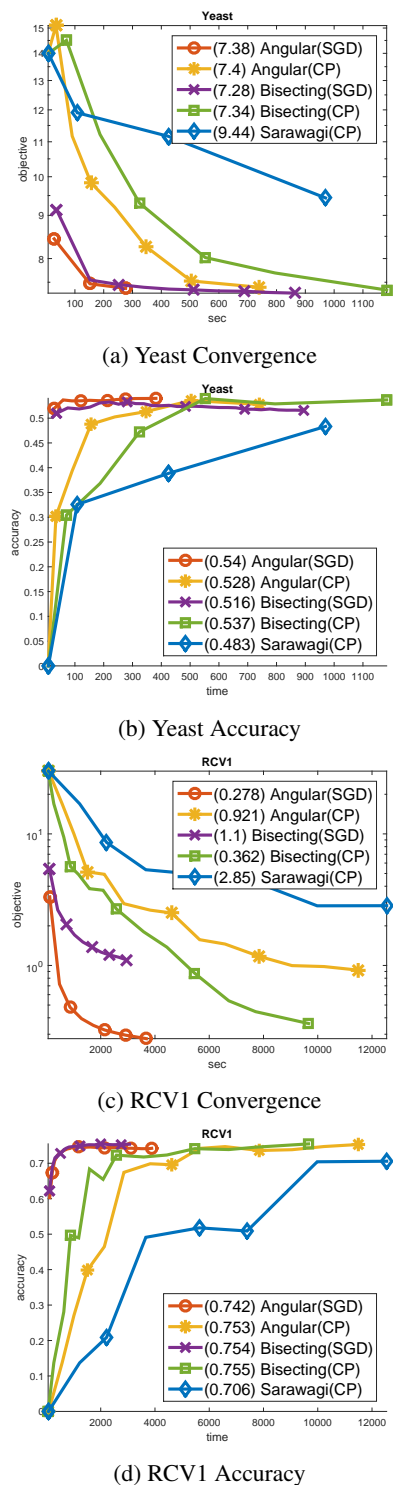 Yeast
15
14
13
12
11
10
9
8
objective
(7.38) Angular(SGD)
(7.4) Angular(CP)
(7.28) Bisecting(SGD)
(7.34) Bisecting(CP)
(9.44) Sarawagi(CP)
100 200 300 400 500 600 700 800 900 1000 1100
sec
(a) Yeast Convergence
Yeast
0.5
0.45
0.4
0.35
0.3
0.25
0.2
0.15
0.1
0.05
0
accuracy
(0.54) Angular(SGD)
(0.528) Angular(CP)
(0.516) Bisecting(SGD)
(0.537) Bisecting(CP)
(0.483) Sarawagi(CP)
100 200 300 400 500 600 700 800 900 1000 1100
time
(b) Yeast Accuracy
RCV1
10¹
10⁰
objective
(0.278) Angular(SGD)
(0.921) Angular(CP)
(1.1) Bisecting(SGD)
(0.362) Bisecting(CP)
(2.85) Sarawagi(CP)
2000 4000 6000 8000 10000 12000
sec
(c) RCV1 Convergence
RCV1
0.7
0.6
0.5
0.4
0.3
0.2
0.1
0
accuracy
(0.742) Angular(SGD)
(0.753) Angular(CP)
(0.754) Bisecting(SGD)
(0.755) Bisecting(CP)
(0.706) Sarawagi(CP)
2000 4000 6000 8000 10000 12000
time
(d) RCV1 Accuracy